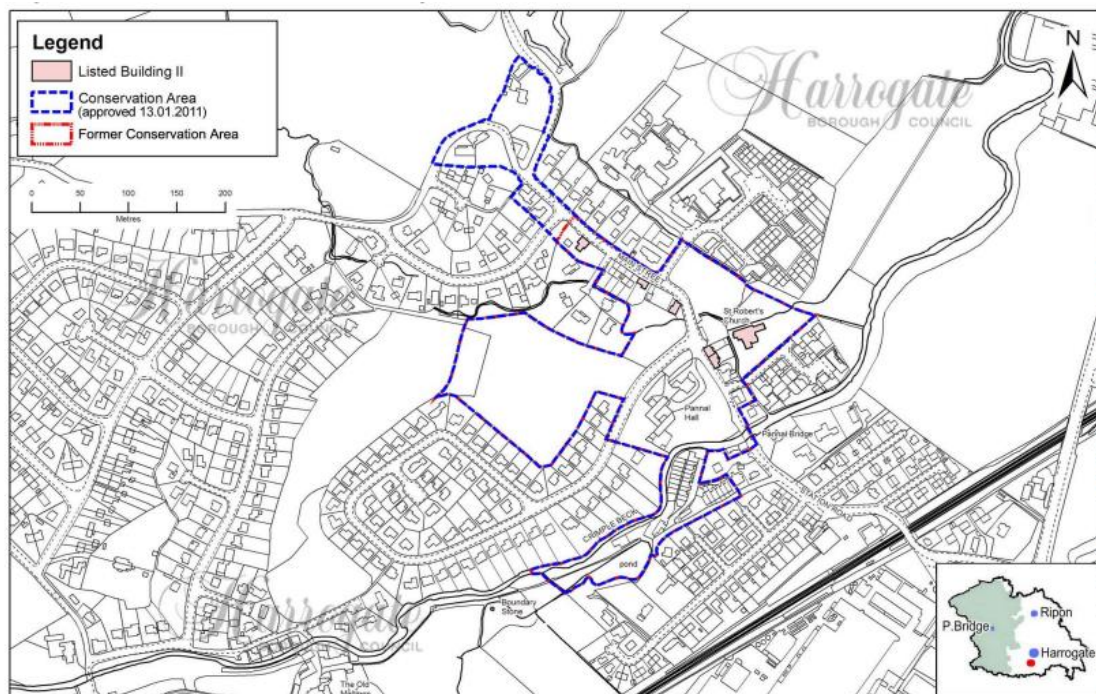 Legend
Listed Building II
Conservation Area
(approved 13.01.2011)
Former Conservation Area
0 50 100 150 200
Metres
N
Harrogate
BOROUGH COUNCIL
MAIN STREET
St Robert's
Church
Pannal
Hall
Pannal Bridge
CRIMPLE BECK
pond
Boundary
Stone
The Old
Harrogate
BOROUGH COUNCIL
Harrogate
BOROUGH COUNCIL
Ripon
P.Bridge
Harrogate